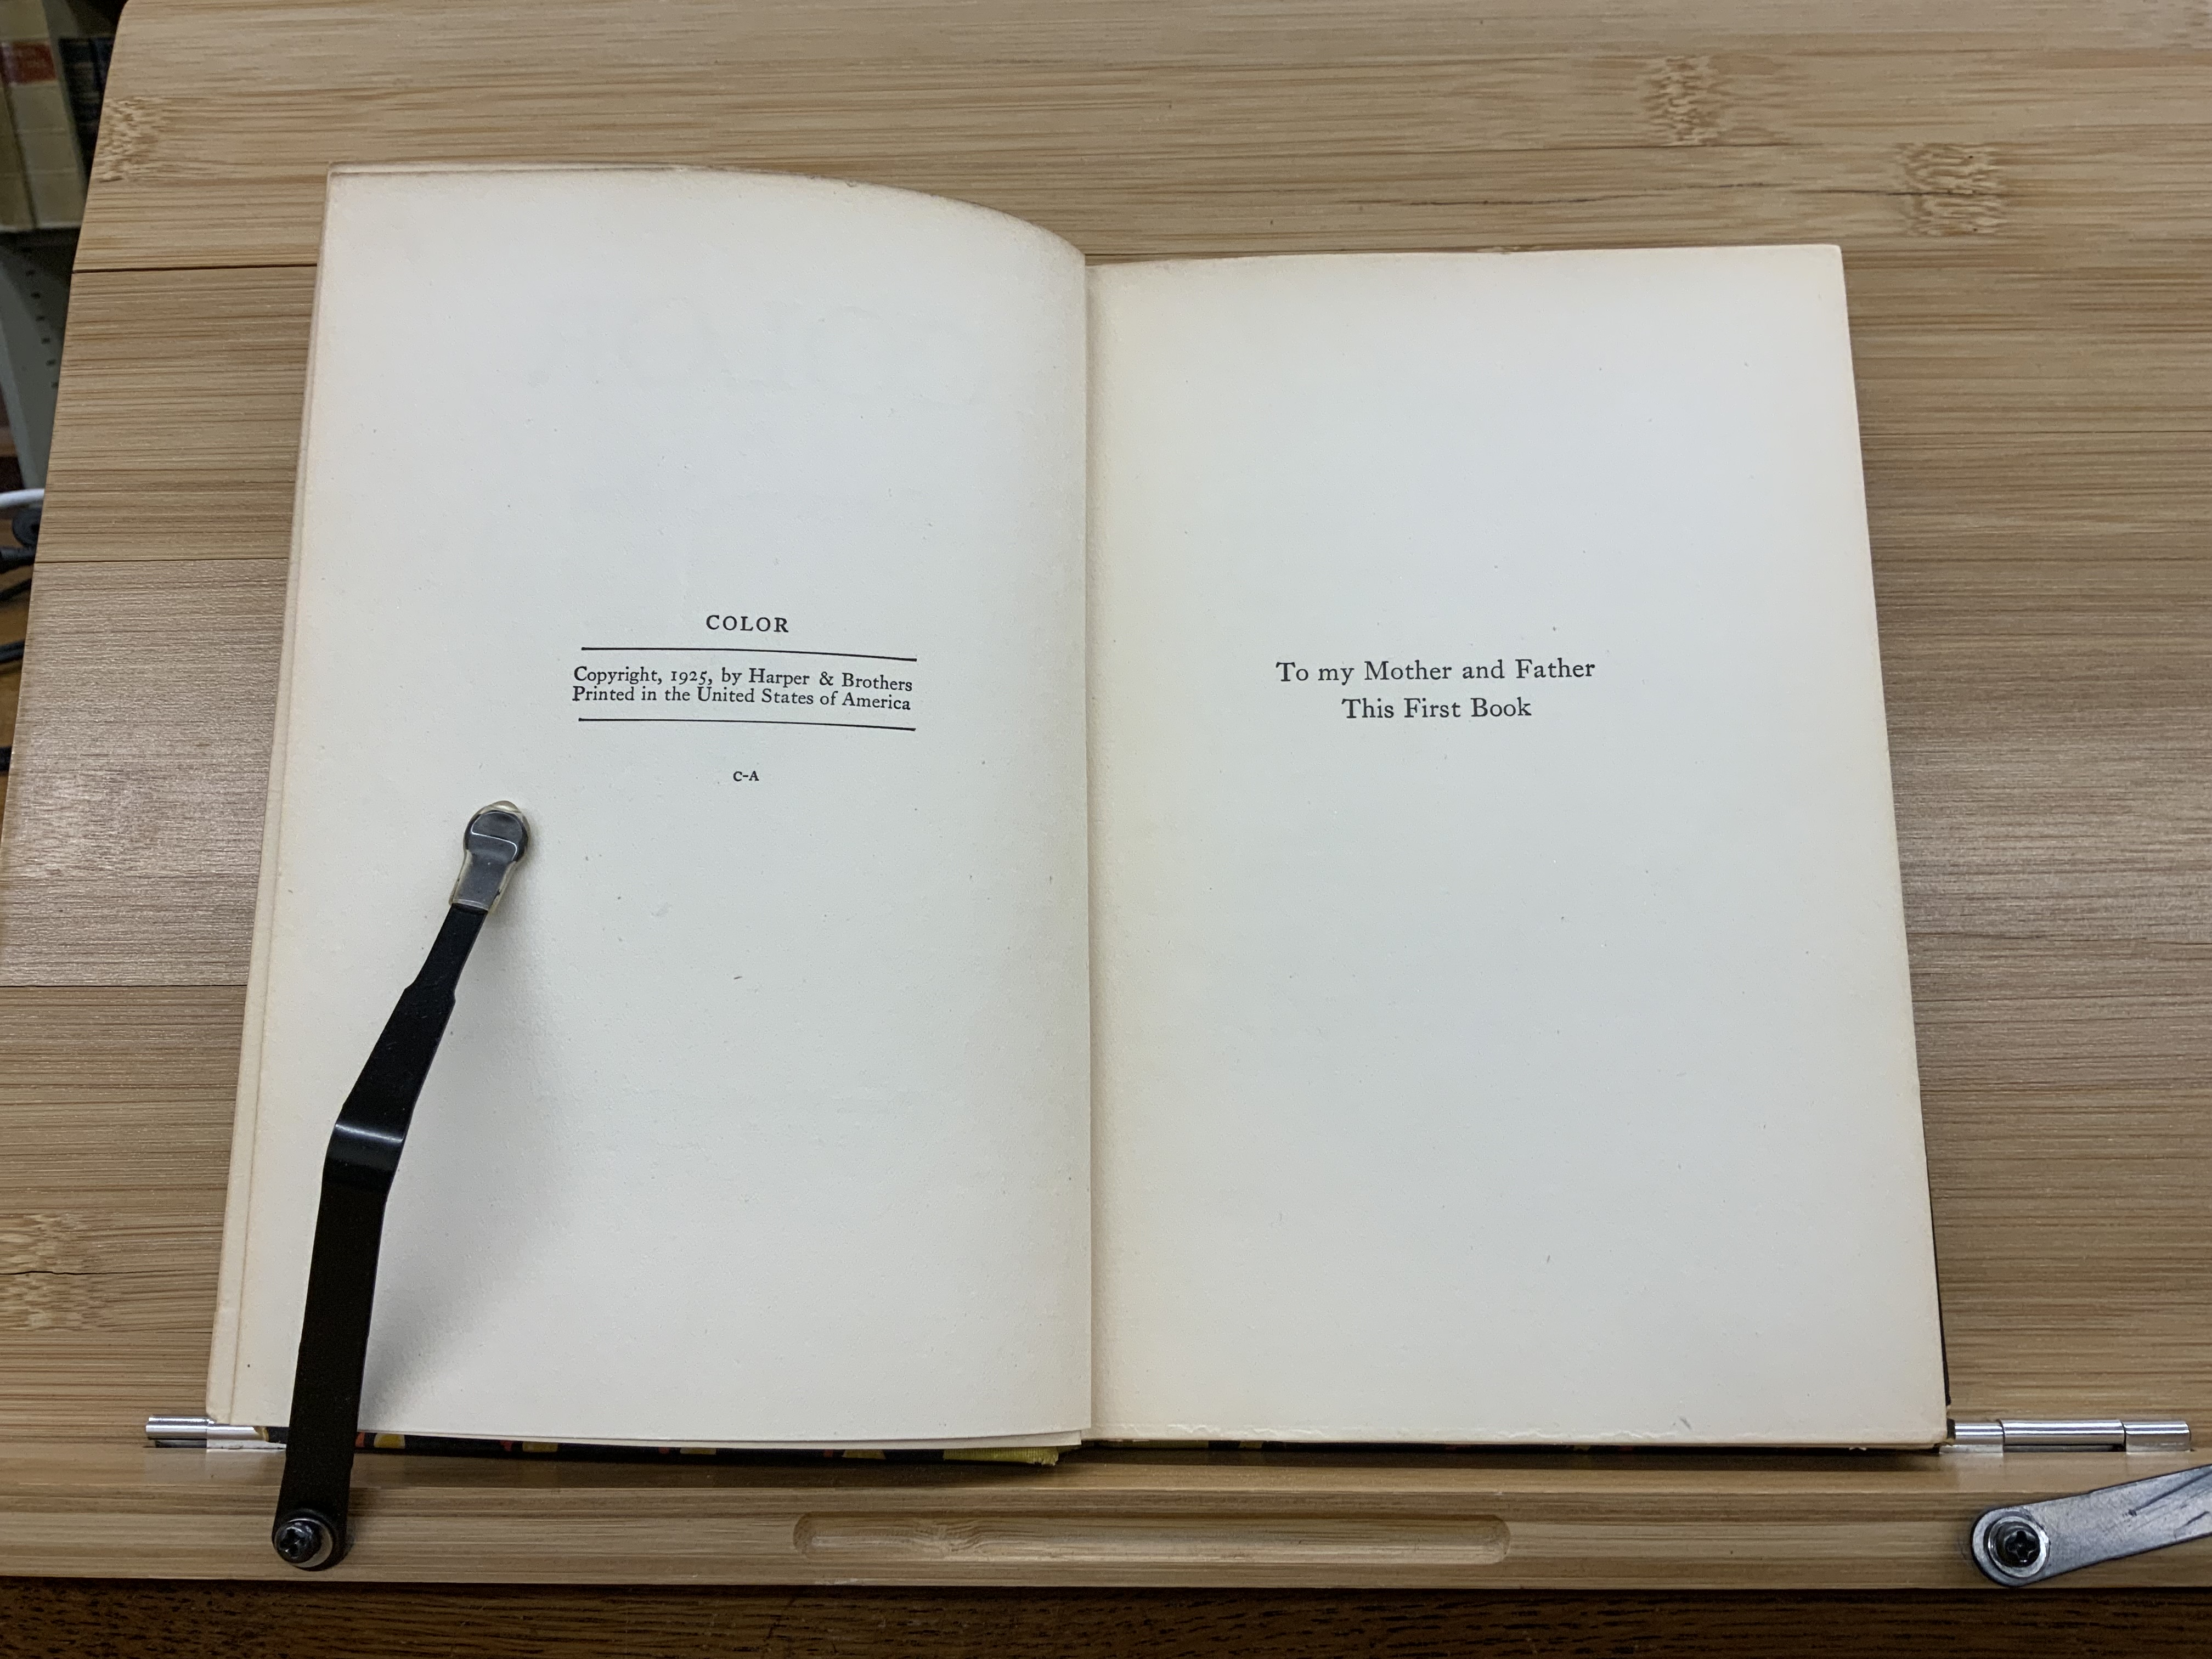 COLOR
Copyright, 1925, by Harper & Brothers
Printed in the United States of America
C-A
To my Mother and Father
This First Book